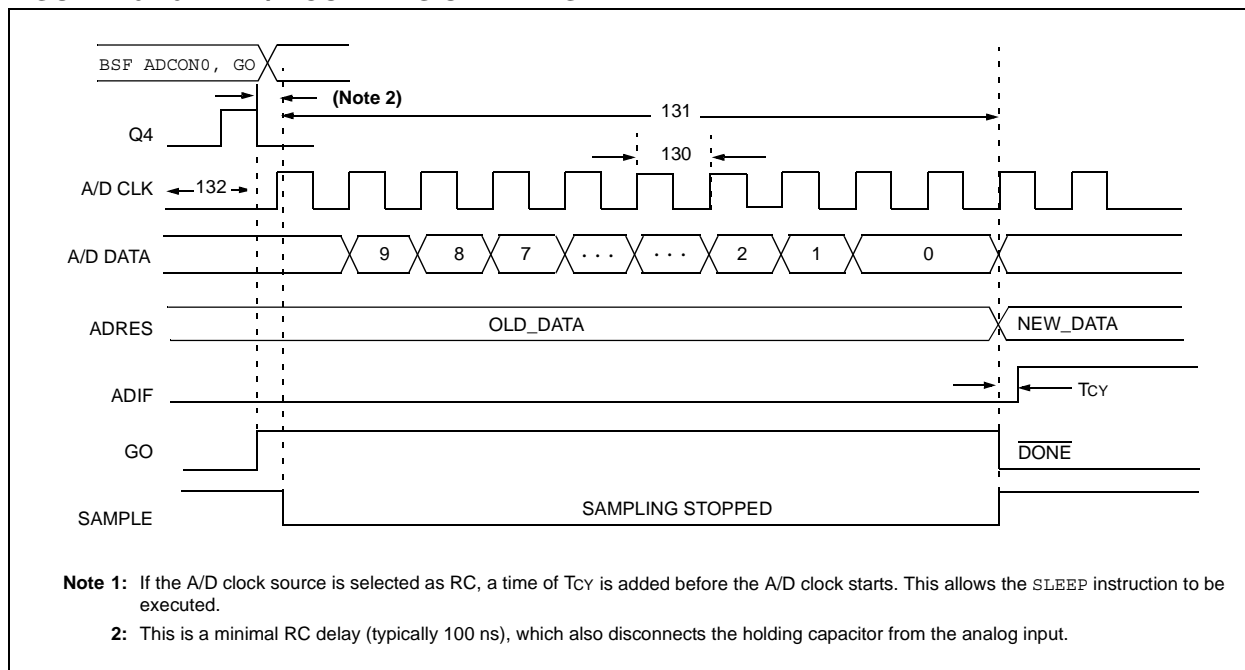 BSF ADCON0, GO
(Note 2)
131
Q4
130
A/D CLK
132
A/D DATA
9 8 7 . . . . . . 2 1 0
ADRES
OLD_DATA
NEW_DATA
ADIF
TCY
GO
DONE
SAMPLE
SAMPLING STOPPED
Note 1: If the A/D clock source is selected as RC, a time of TCY is added before the A/D clock starts. This allows the SLEEP instruction to be
executed.
2: This is a minimal RC delay (typically 100 ns), which also disconnects the holding capacitor from the analog input.